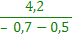 4,2
– 0,7 – 0,5